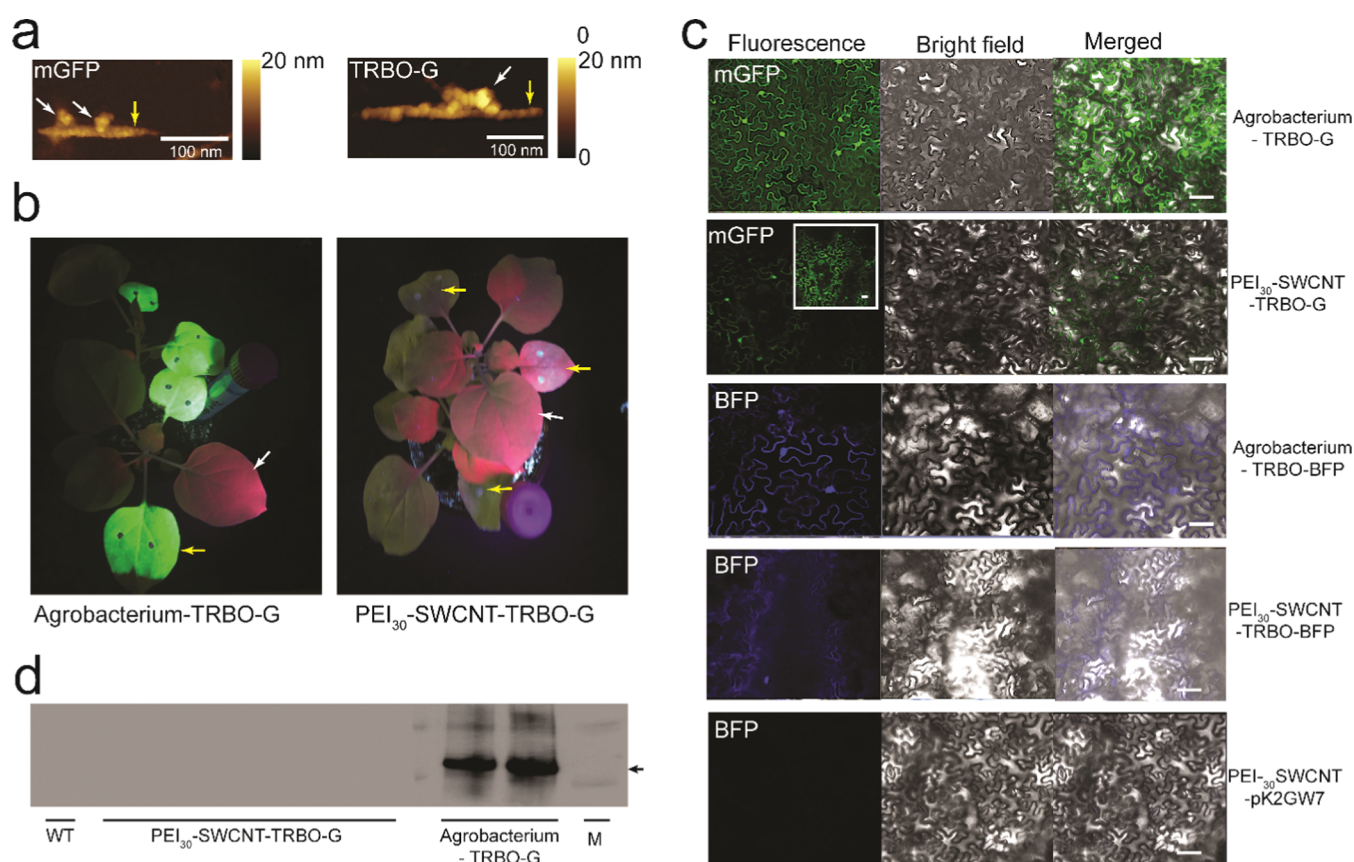 a
mGFP
20 nm
100 nm
TRBO-G
0
20 nm
100 nm
0
b
Agrobacterium-TRBO-G
PEI30-SWCNT-TRBO-G
c
Fluorescence
Bright field
Merged
mGFP
Agrobacterium
- TRBO-G
mGFP
PEI30-SWCNT
-TRBO-G
BFP
Agrobacterium
- TRBO-BFP
BFP
PEI30-SWCNT
-TRBO-BFP
BFP
PEI-30SWCNT
-pK2GW7
d
WT
PEI30-SWCNT-TRBO-G
Agrobacterium
- TRBO-G
M